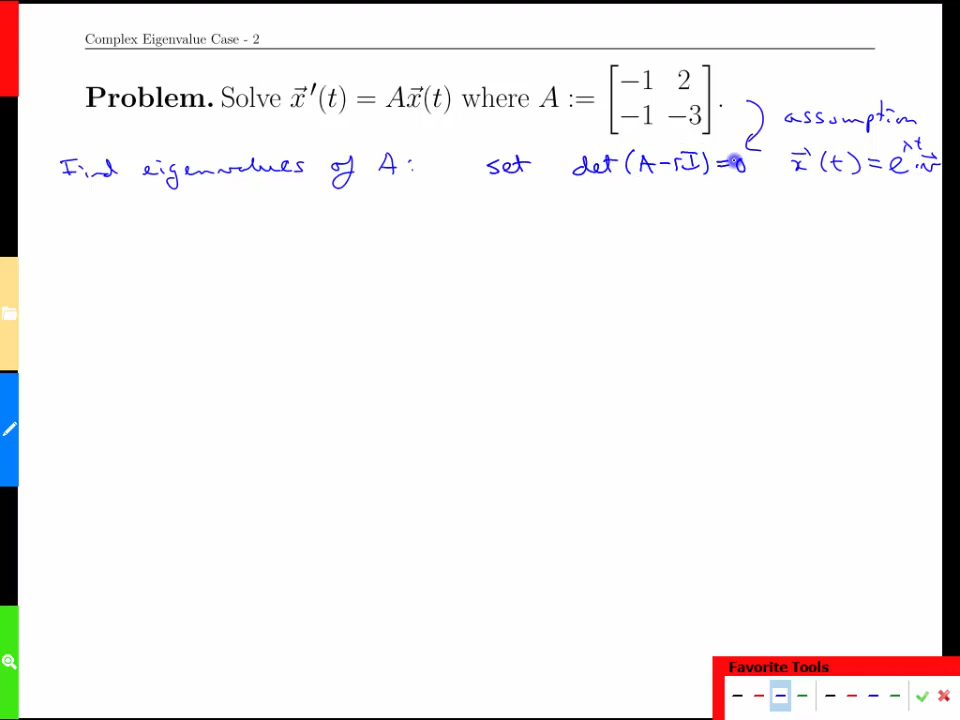 Complex Eigenvalue Case - 2
Problem. Solve x⃗ ′(t) = Ax⃗(t) where A := [−1 2; −1 −3].
assumption
Find eigenvalues of A: set det(A−rI)=0 x⃗(t)=e^{λt}·v⃗
Favorite Tools